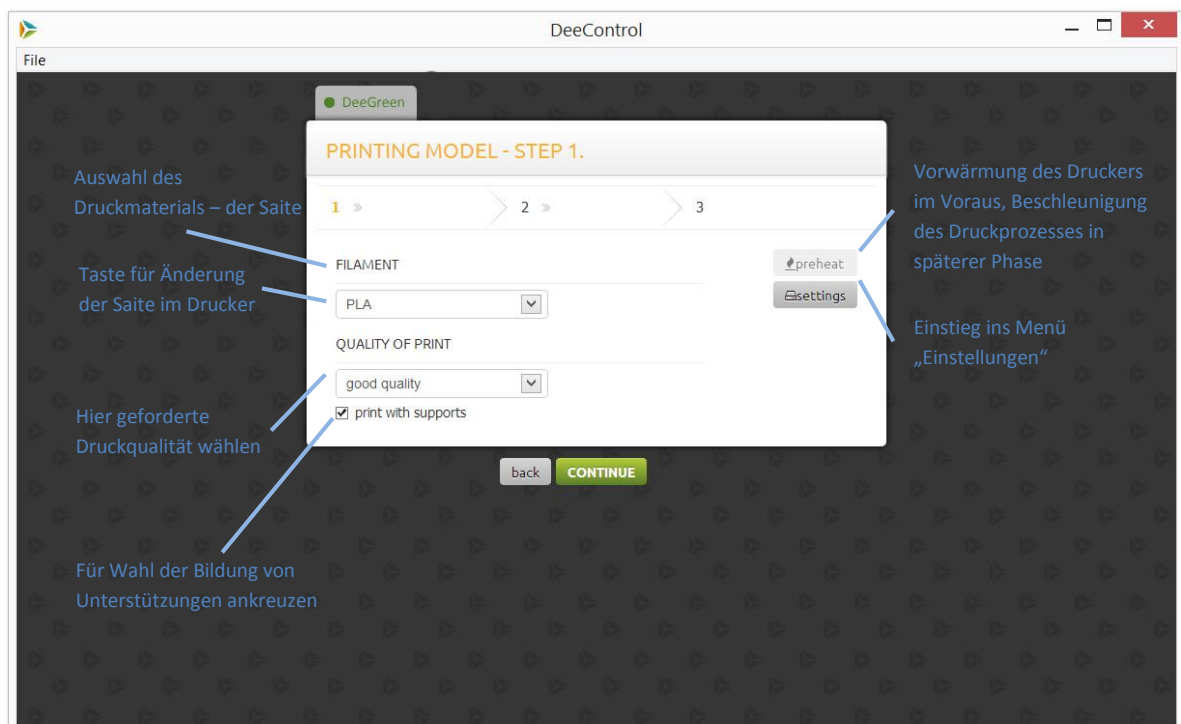 DeeControl
File
DeeGreen
PRINTING MODEL - STEP 1.
Auswahl des
Druckmaterials – der Saite
1 »
2 »
3
Vorwärmung des Druckers
im Voraus, Beschleunigung
des Druckprozesses in
späterer Phase
FILAMENT
preheat
Taste für Änderung
der Saite im Drucker
PLA
settings
Einstieg ins Menü
„Einstellungen“
QUALITY OF PRINT
good quality
print with supports
Hier geforderte
Druckqualität wählen
back
CONTINUE
Für Wahl der Bildung von
Unterstützungen ankreuzen